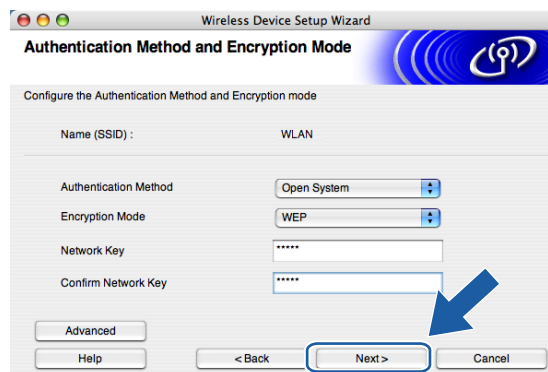 Wireless Device Setup Wizard
Authentication Method and Encryption Mode
Configure the Authentication Method and Encryption mode
Name (SSID) : WLAN
Authentication Method Open System
Encryption Mode WEP
Network Key *****
Confirm Network Key *****
Advanced
Help < Back Next > Cancel